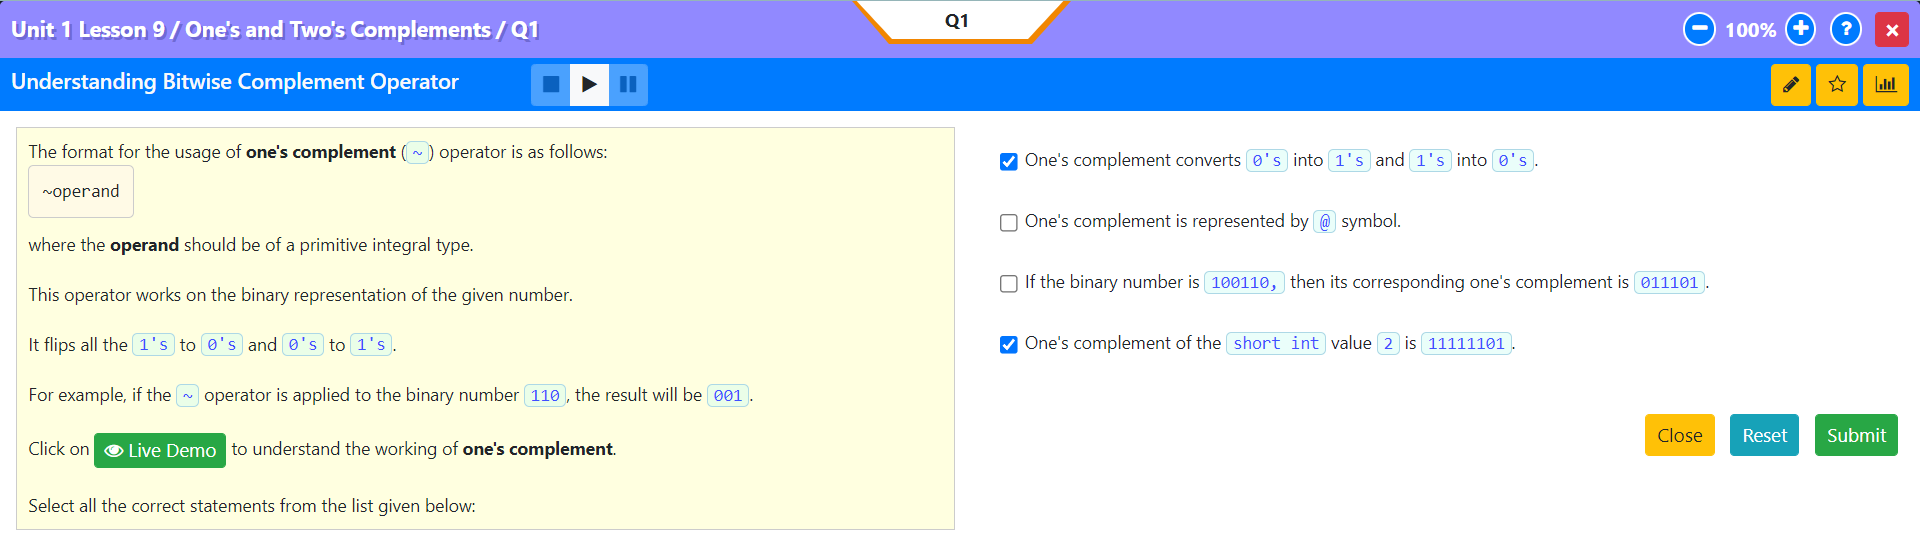 Unit 1 Lesson 9 / One's and Two's Complements / Q1
Q1
100%
?
Understanding Bitwise Complement Operator
The format for the usage of one's complement (~) operator is as follows:
~operand
where the operand should be of a primitive integral type.
This operator works on the binary representation of the given number.
It flips all the 1's to 0's and 0's to 1's.
For example, if the ~ operator is applied to the binary number 110, the result will be 001.
Click on Live Demo to understand the working of one's complement.
Select all the correct statements from the list given below:
One's complement converts 0's into 1's and 1's into 0's.
One's complement is represented by @ symbol.
If the binary number is 100110, then its corresponding one's complement is 011101.
One's complement of the short int value 2 is 11111101.
Close Reset Submit